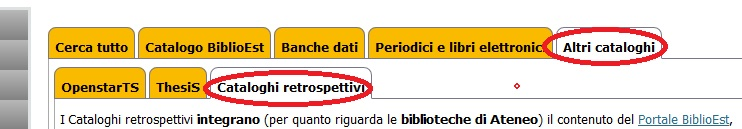 Cerca tutto Catalogo BiblioEst Banche dati Periodici e libri elettronic Altri cataloghi
OpenstarTS ThesiS Cataloghi retrospettivi
I Cataloghi retrospettivi integrano (per quanto riguarda le biblioteche di Ateneo) il contenuto del Portale BiblioEst,